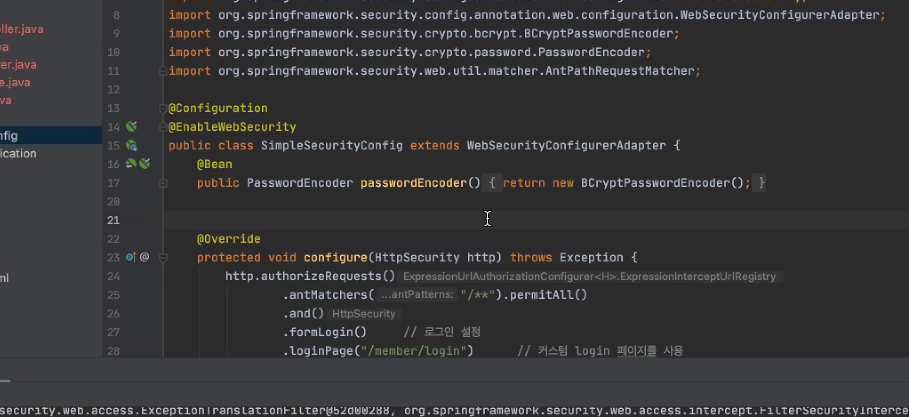 8 import org.springframework.security.config.annotation.web.configuration.WebSecurityConfigurerAdapter;
ller.java
9 import org.springframework.security.crypto.bcrypt.BCryptPasswordEncoder;
va
10 import org.springframework.security.crypto.password.PasswordEncoder;
er.java
11 import org.springframework.security.web.util.matcher.AntPathRequestMatcher;
e.java
12
va
13 @Configuration
14 @EnableWebSecurity
nfig
15 public class SimpleSecurityConfig extends WebSecurityConfigurerAdapter {
ication
16 @Bean
17 public PasswordEncoder passwordEncoder() { return new BCryptPasswordEncoder(); }
20
21
22 @Override
23 @ protected void configure(HttpSecurity http) throws Exception {
ml
24 http.authorizeRequests() ExpressionUrlAuthorizationConfigurer<H>.ExpressionInterceptUrlRegistry
25 .antMatchers( ...antPatterns: "/**").permitAll()
26 .and() HttpSecurity
27 .formLogin() // 로그인 설정
28 .loginPage("/member/login") // 커스텀 login 페이지를 사용
security.web.access.ExceptionTranslationFilter@52d00288, org.springframework.security.web.access.intercept.FilterSecurityInterce